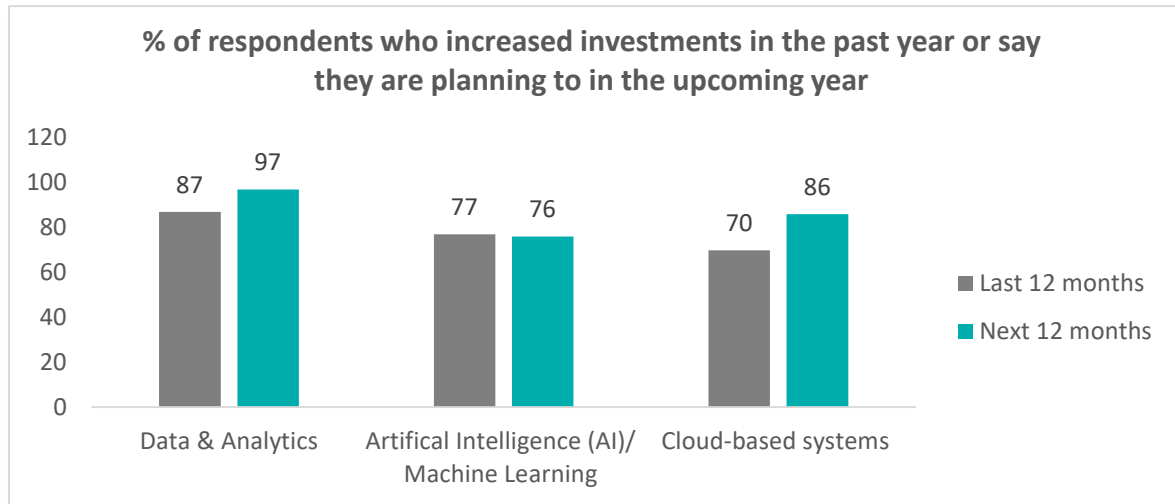 % of respondents who increased investments in the past year or say
they are planning to in the upcoming year
120
100
80
60
40
20
0
87
97
77
76
70
86
Data & Analytics
Artifical Intelligence (AI)/
Machine Learning
Cloud-based systems
Last 12 months
Next 12 months